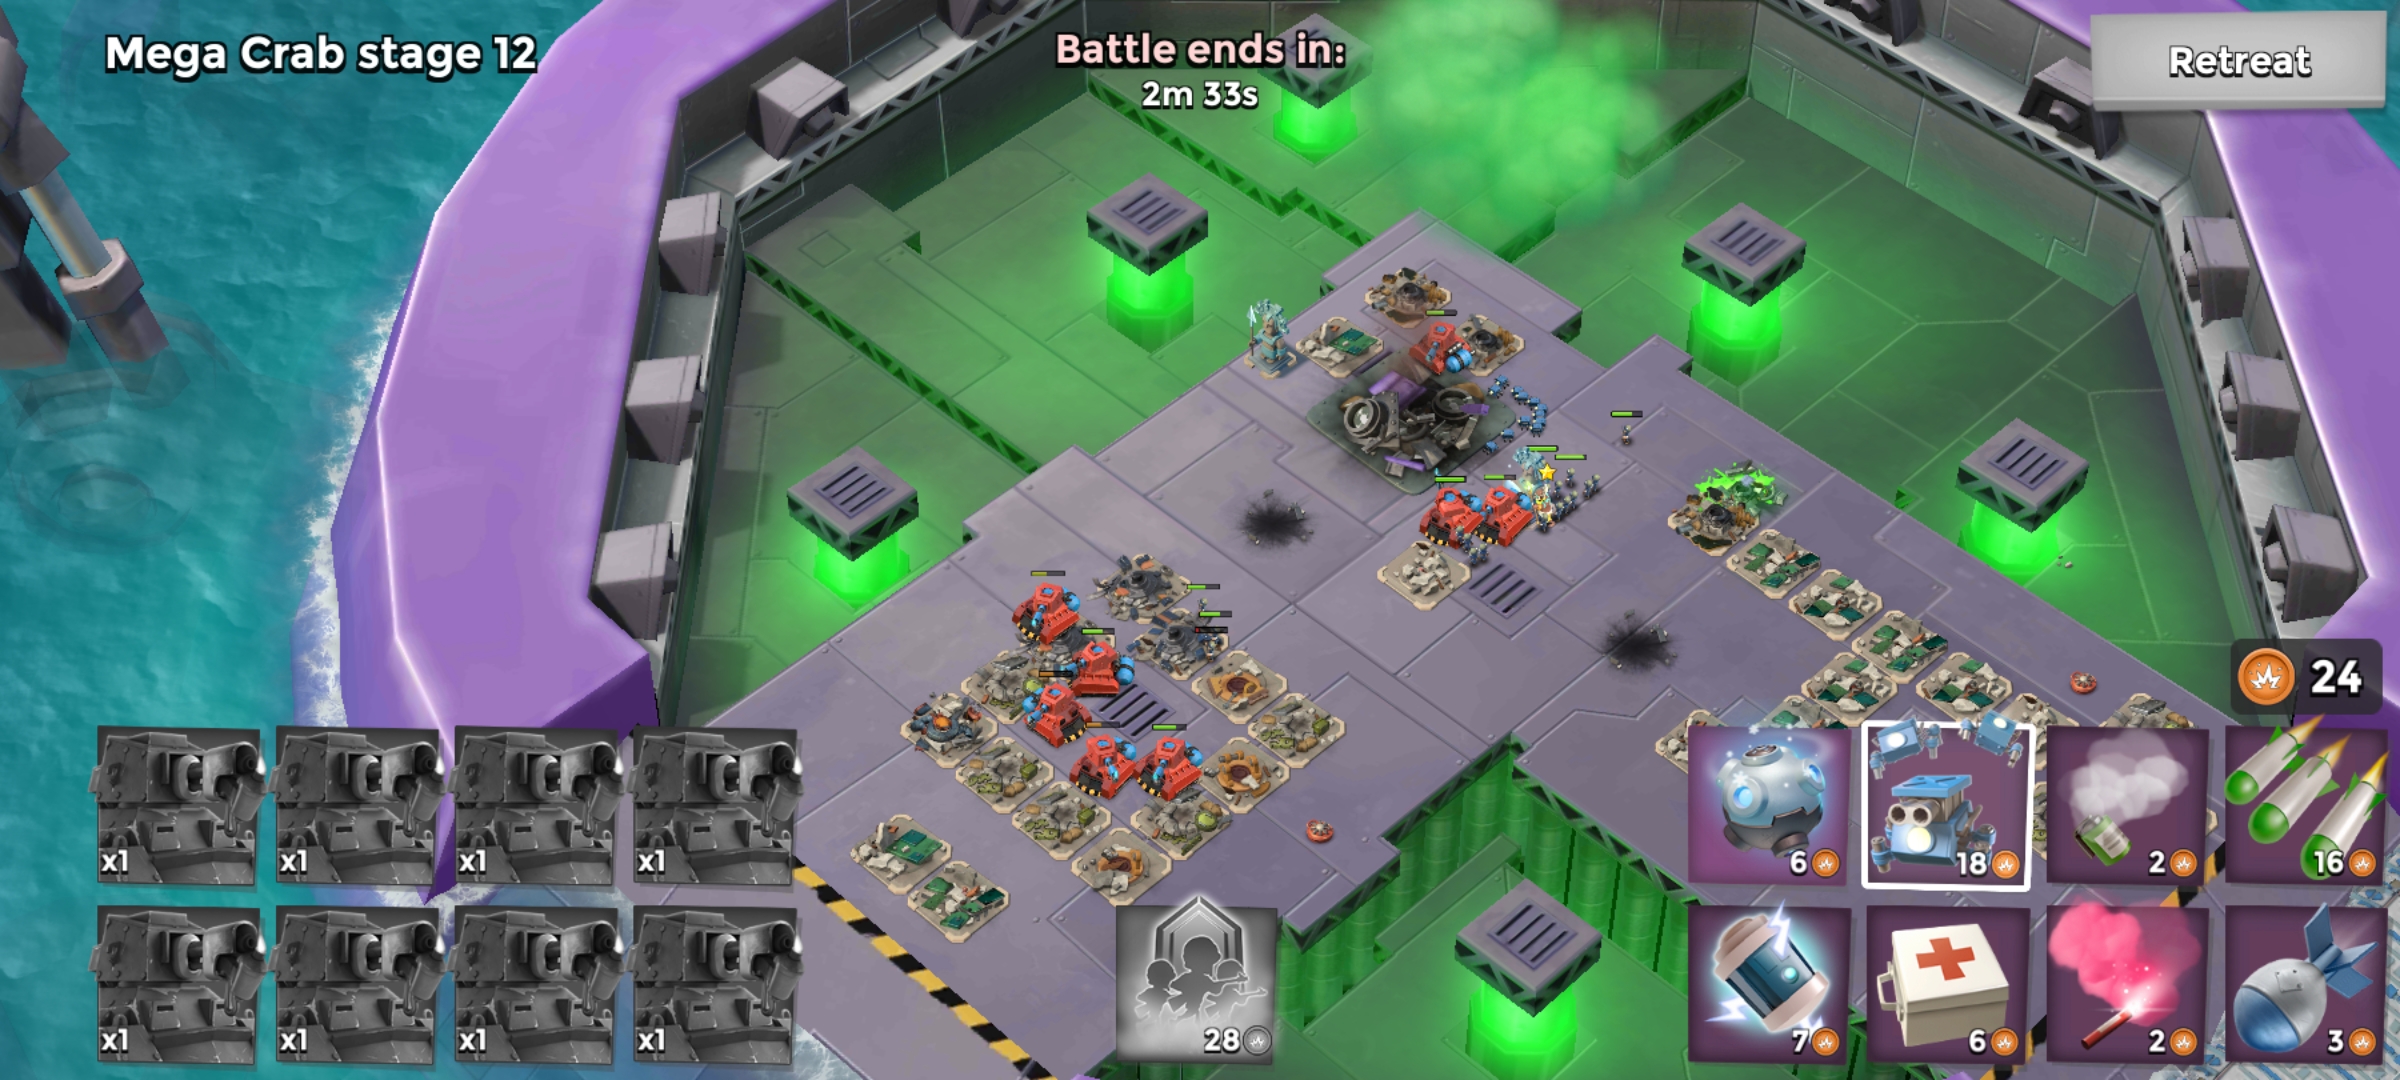 Mega Crab stage 12
Battle ends in:
2m 33s
Retreat
24
x1
x1
x1
x1
6
18
2
16
x1
x1
x1
x1
28
7
6
2
3